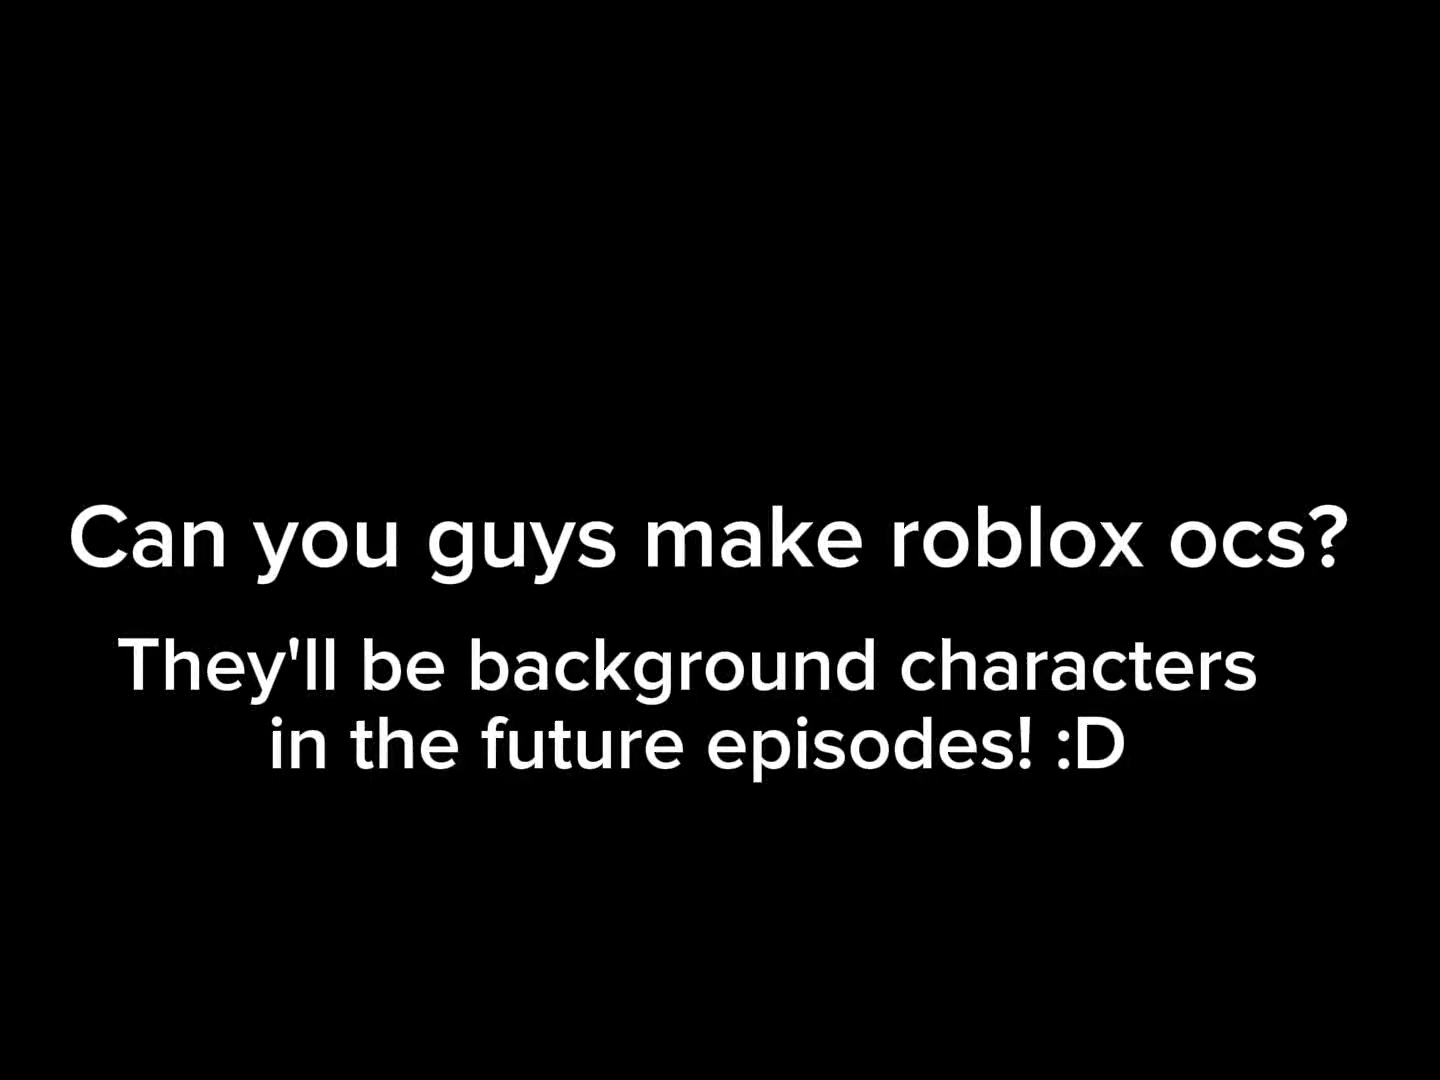 Can you guys make roblox ocs?
They'll be background characters
in the future episodes! :D